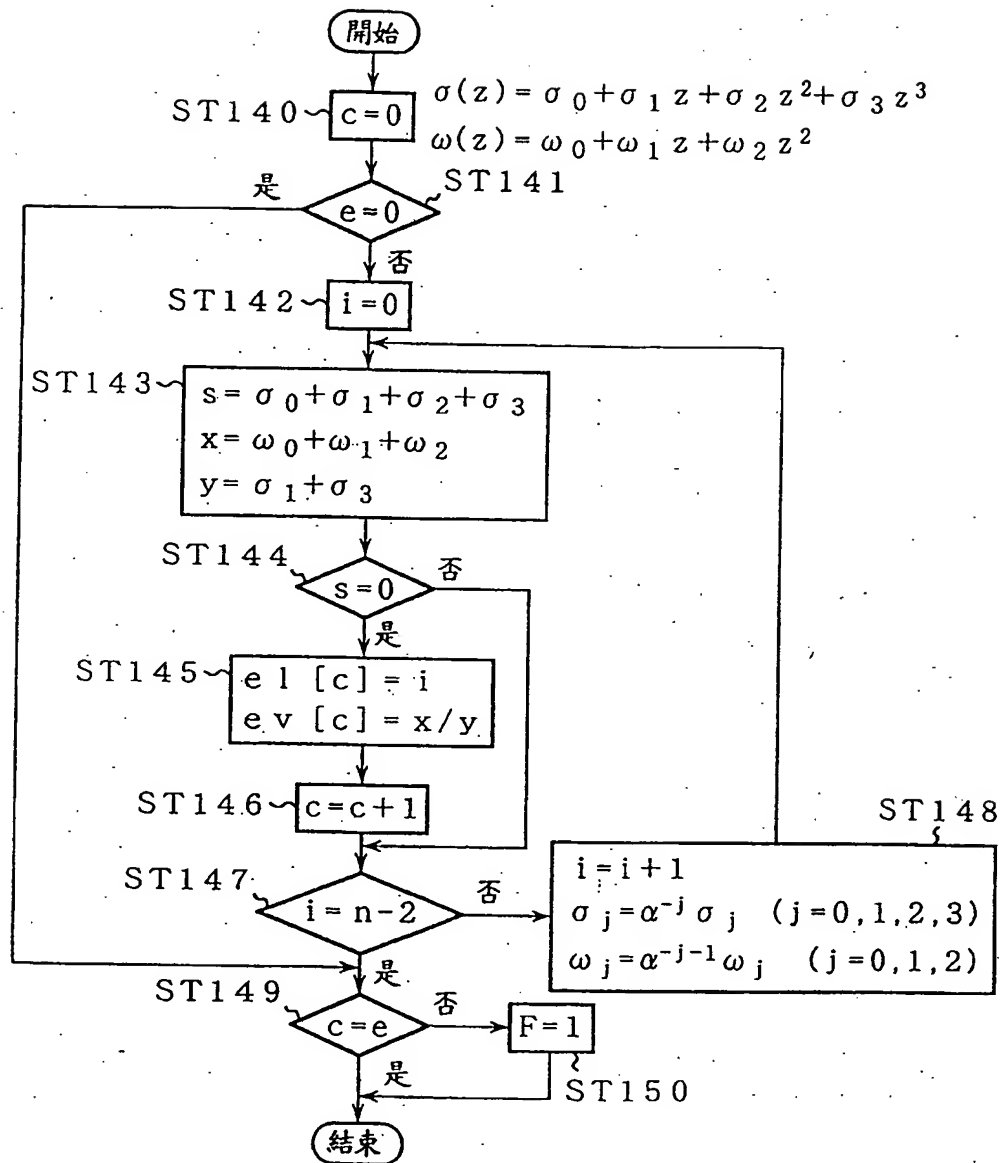 開始
ST140
c=0
σ(z)=σ₀+σ₁z+σ₂z²+σ₃z³
ω(z)=ω₀+ω₁z+ω₂z²
ST141
是
e=0
否
ST142
i=0
ST143
s=σ₀+σ₁+σ₂+σ₃
x=ω₀+ω₁+ω₂
y=σ₁+σ₃
ST144
s=0
否
是
ST145
el [c]=i
ev [c]=x/y
ST146
c=c+1
ST147
i=n-2
否
是
ST148
i=i+1
σⱼ=α⁻ʲσⱼ (j=0,1,2,3)
ωⱼ=α⁻ʲ⁻¹ωⱼ (j=0,1,2)
ST149
c=e
否
是
F=1
ST150
結束